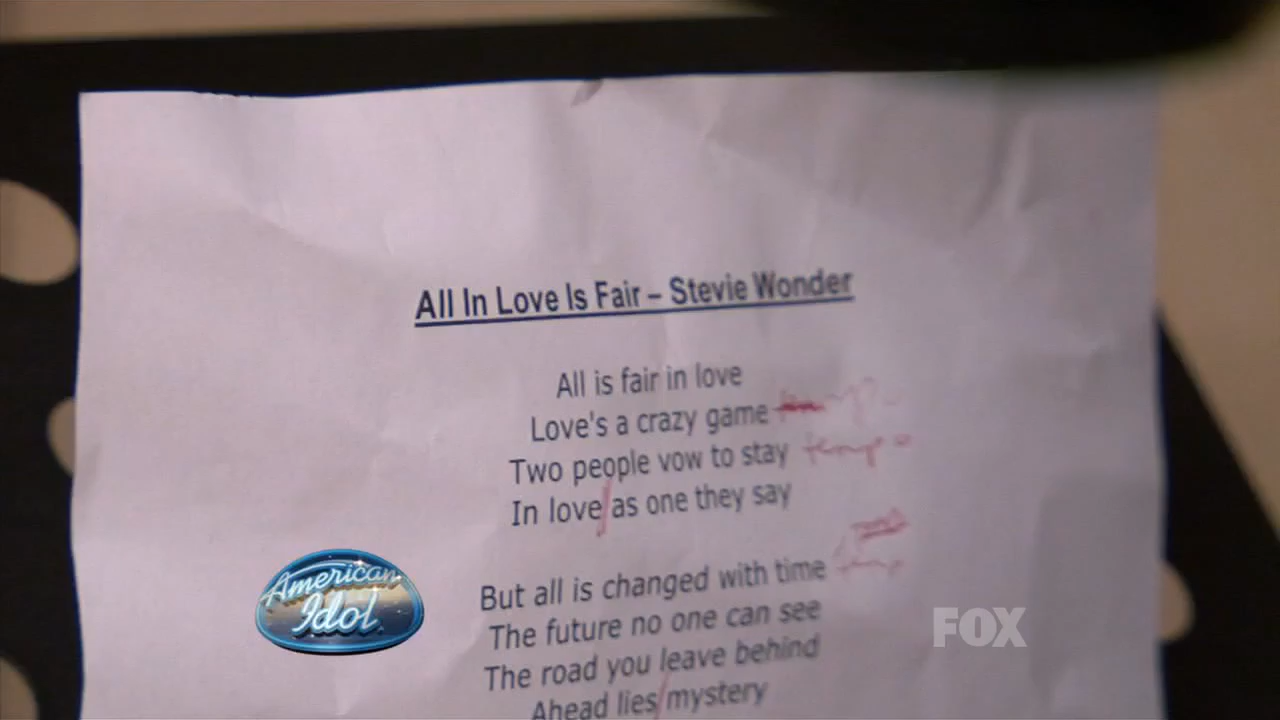 All In Love Is Fair – Stevie Wonder
All is fair in love
Love's a crazy game
Two people vow to stay tempo
In love as one they say
But all is changed with time
The future no one can see
The road you leave behind
Ahead lies mystery
American
Idol
FOX